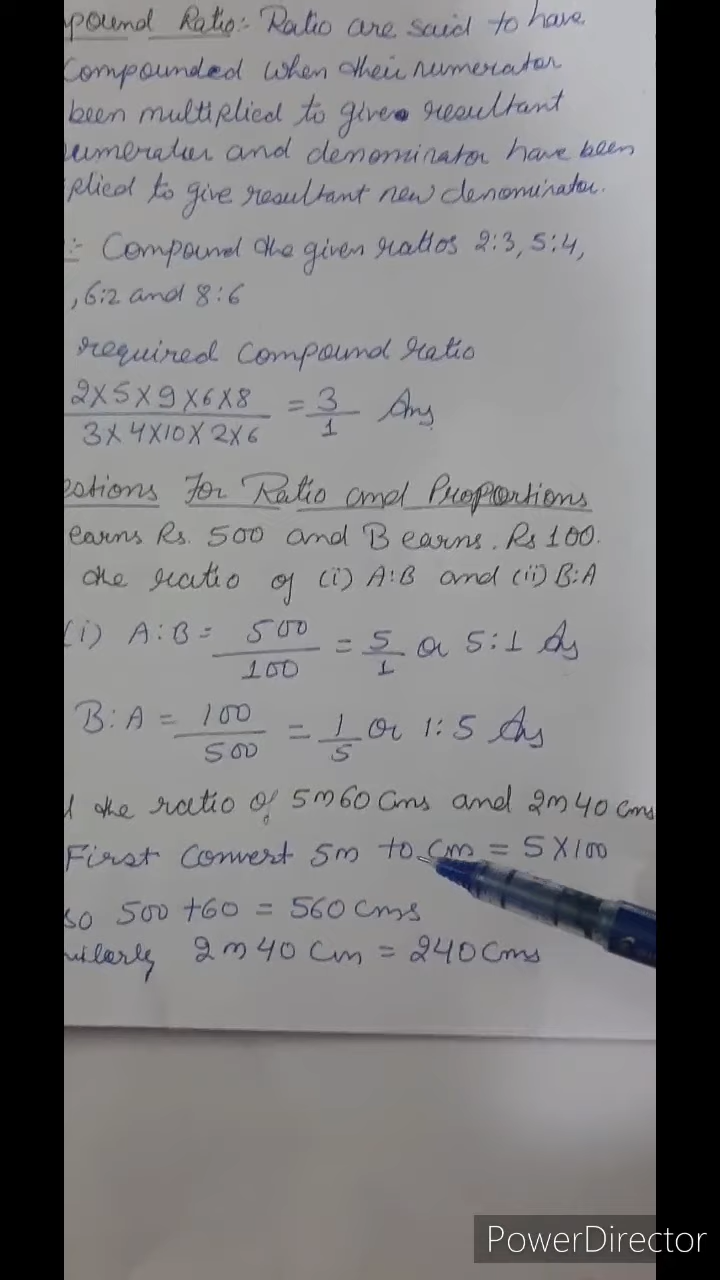 pound Ratio:- Ratio are said to have
Compounded when their numerator
been multiplied to give resultant
umerator and denominator have been
plied to give resultant new denominator.
:- Compound the given ratios 2:3, 5:4,
, 6:2 and 8:6
required compound ratio
2X5X9X6X8 / 3X4X10X2X6 = 3/1 Ans
estions For Ratio and Proportions
earns Rs. 500 and B earns. Rs 100.
the ratio of (i) A:B and (ii) B:A
(i) A:B = 500/100 = 5/1 or 5:1 As
B:A = 100/500 = 1/5 or 1:5 Ans
d the ratio of 5m60 Cms and 2m40 cms
First convert 5m to cm = 5X100
so 500+60 = 560 cms
milarly 2m40 Cm = 240 Cms
PowerDirector